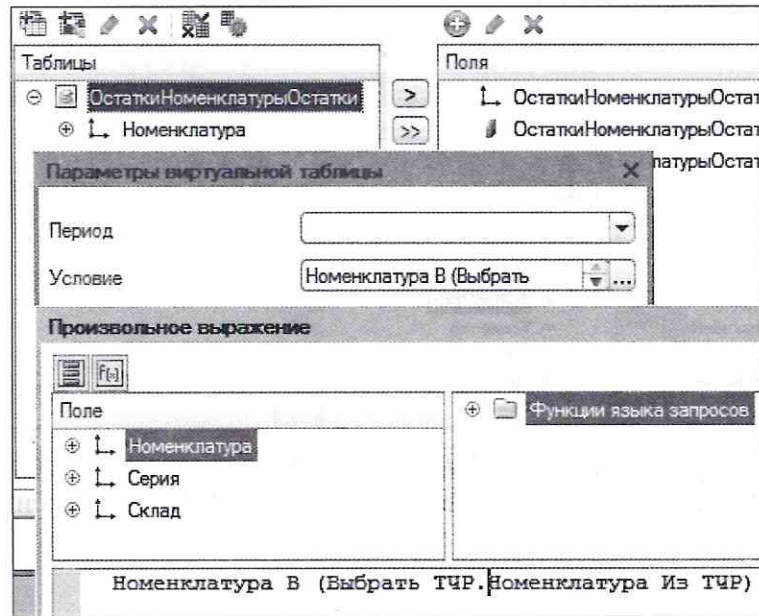 Таблицы
Поля
ОстаткиНоменклатурыОстатки
>
ОстаткиНоменклатурыОстат
Номенклатура
>>
ОстаткиНоменклатурыОстат
Параметры виртуальной таблицы
латурыОстат
Период
Условие
Номенклатура В (Выбрать
...
Произвольное выражение
Поле
Функции языка запросов
Номенклатура
Серия
Склад
Номенклатура В (Выбрать ТЧР.Номенклатура Из ТЧР)